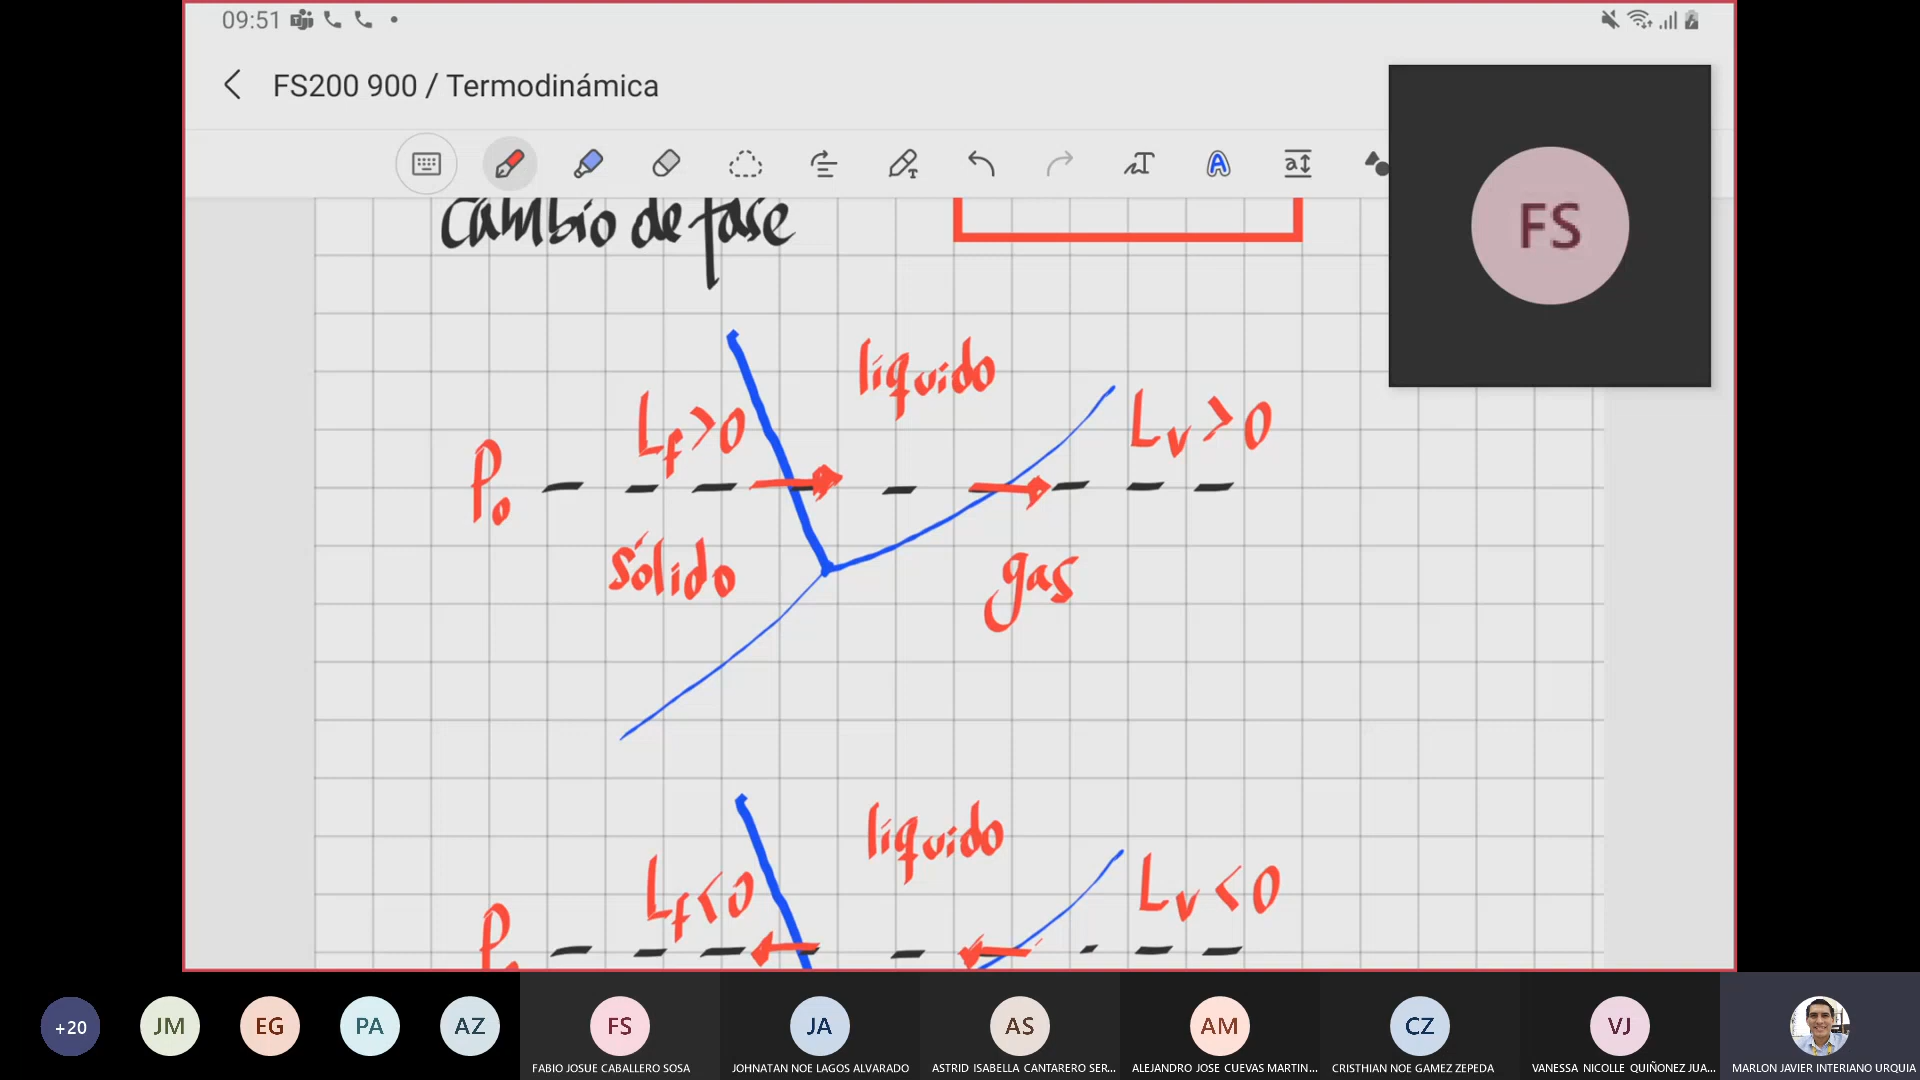 09:51
FS200 900 / Termodinámica
FS
cambio de fase
líquido
Lf>0
Lv>0
P0
sólido
gas
líquido
Lf<0
Lv<0
P
+20
JM
EG
PA
AZ
FS
JA
AS
AM
CZ
VJ
FABIO JOSUE CABALLERO SOSA
JOHNATAN NOE LAGOS ALVARADO
ASTRID ISABELLA CANTARERO SER...
ALEJANDRO JOSE CUEVAS MARTIN...
CRISTHIAN NOE GAMEZ ZEPEDA
VANESSA NICOLLE QUIÑONEZ JUA...
MARLON JAVIER INTERIANO URQUIA